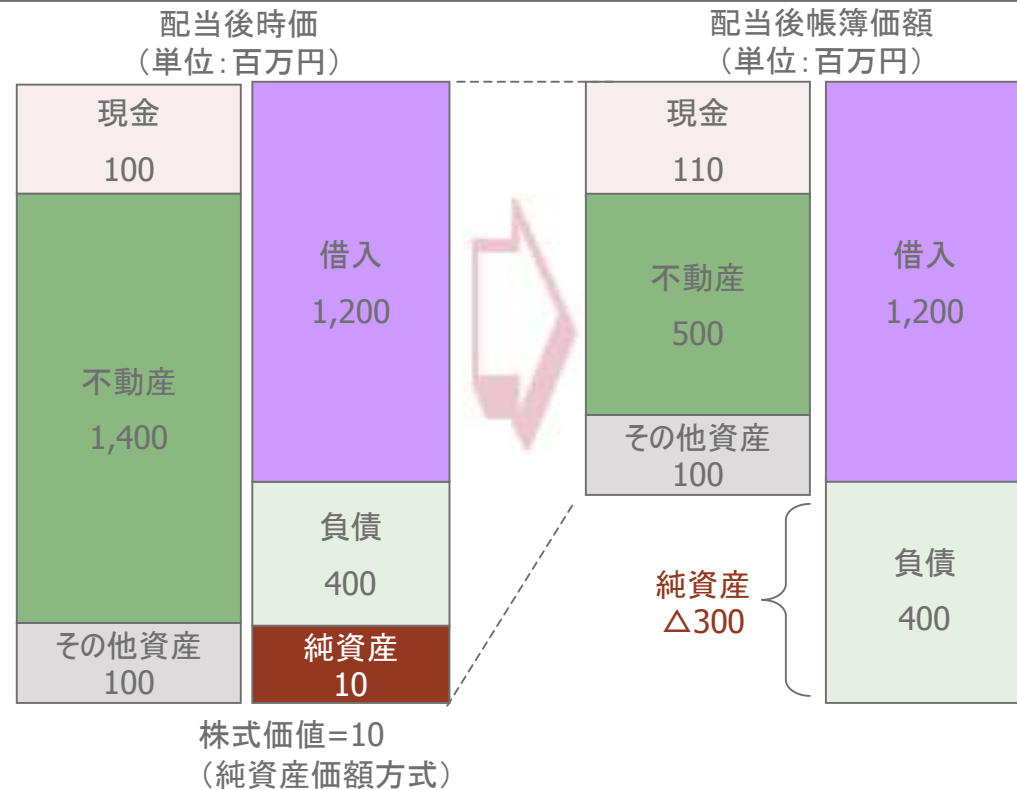 配当後時価
（単位：百万円）
現金
100
不動産
1,400
その他資産
100
借入
1,200
負債
400
純資産
10
株式価値=10
（純資産価額方式）
配当後帳簿価額
（単位：百万円）
現金
110
不動産
500
その他資産
100
純資産
△300
借入
1,200
負債
400